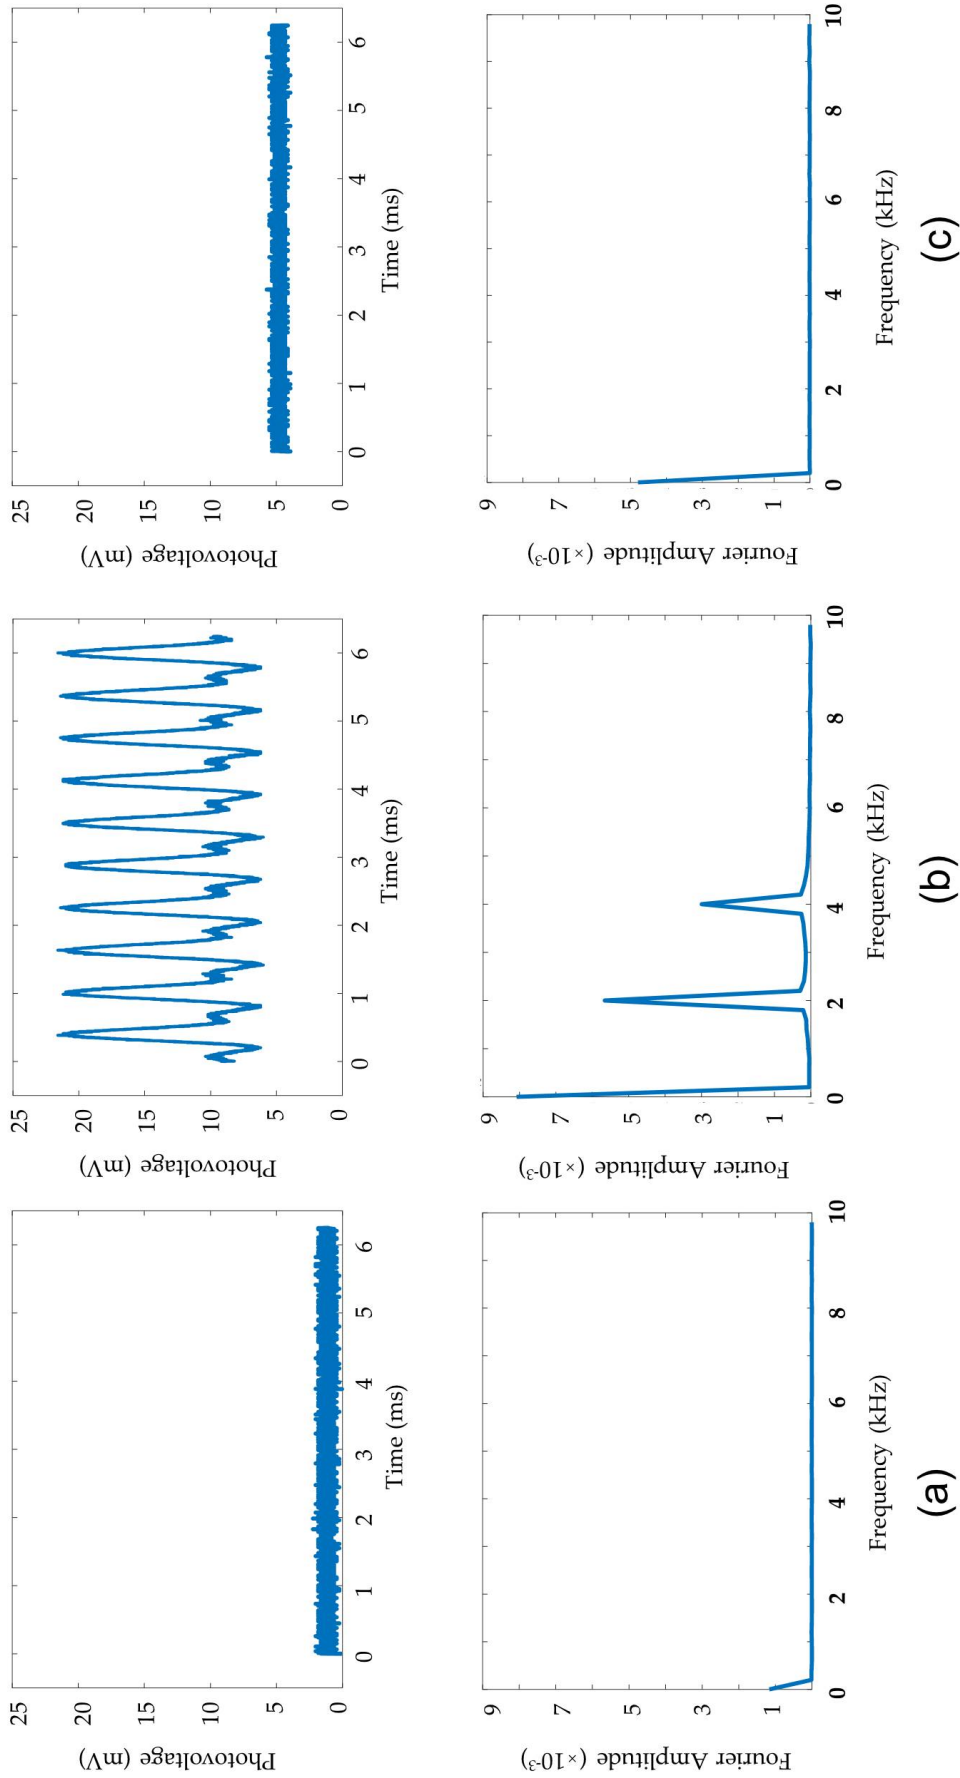 Photovoltage (mV)
25
20
15
10
5
0
0 1 2 3 4 5 6
Time (ms)
Photovoltage (mV)
25
20
15
10
5
0
0 1 2 3 4 5 6
Time (ms)
Photovoltage (mV)
25
20
15
10
5
0
0 1 2 3 4 5 6
Time (ms)
Fourier Amplitude (×10-3)
9
7
5
3
1
0 2 4 6 8 10
Frequency (kHz)
(a)
Fourier Amplitude (×10-3)
9
7
5
3
1
0 2 4 6 8 10
Frequency (kHz)
(b)
Fourier Amplitude (×10-3)
9
5
3
1
0 2 4 6 8 10
Frequency (kHz)
(c)